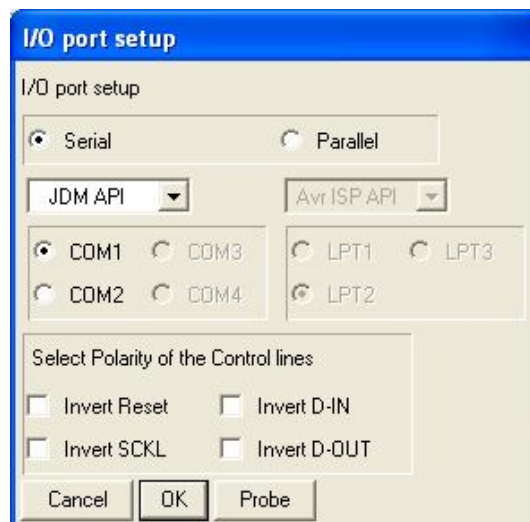 I/O port setup
I/O port setup
Serial Parallel
JDM API Avr ISP API
COM1 COM3 LPT1 LPT3
COM2 COM4 LPT2
Select Polarity of the Control lines
Invert Reset Invert D-IN
Invert SCKL Invert D-OUT
Cancel OK Probe